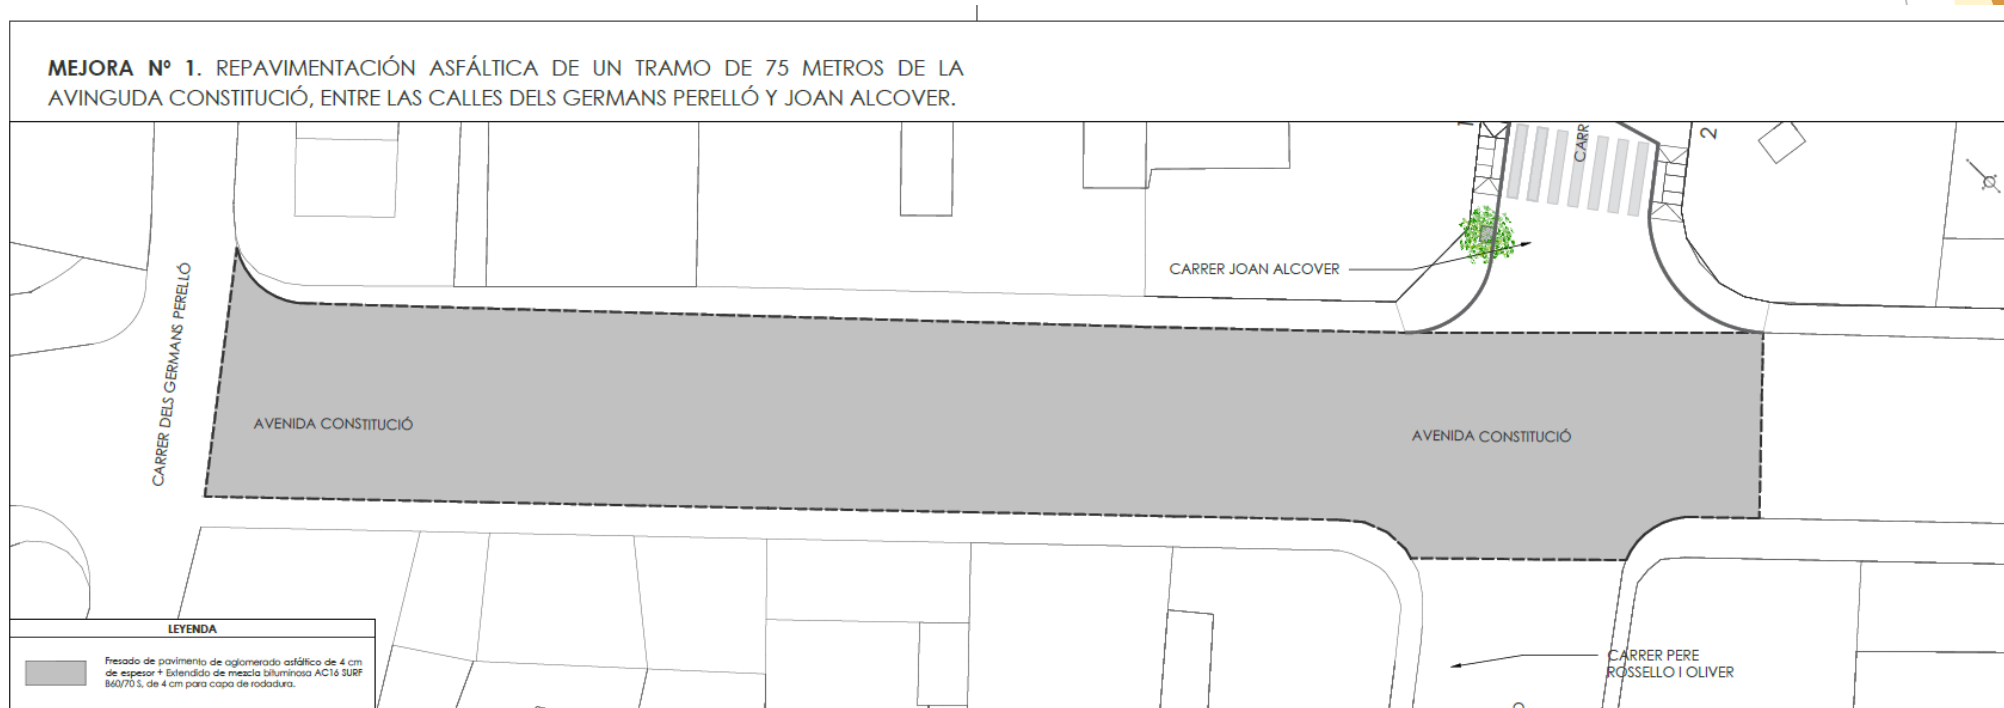 MEJORA Nº 1. REPAVIMENTACIÓN ASFÁLTICA DE UN TRAMO DE 75 METROS DE LA
AVINGUDA CONSTITUCIÓ, ENTRE LAS CALLES DELS GERMANS PERELLÓ Y JOAN ALCOVER.
CARR
2
CARRER JOAN ALCOVER
CARRER DELS GERMANS PERELLÓ
AVENIDA CONSTITUCIÓ
AVENIDA CONSTITUCIÓ
LEYENDA
Fresado de pavimento de aglomerado asfáltico de 4 cm
de espesor + Extendido de mezcla bituminosa AC16 SURF
B60/70 S, de 4 cm para capa de rodadura.
CARRER PERE
ROSSELLO I OLIVER